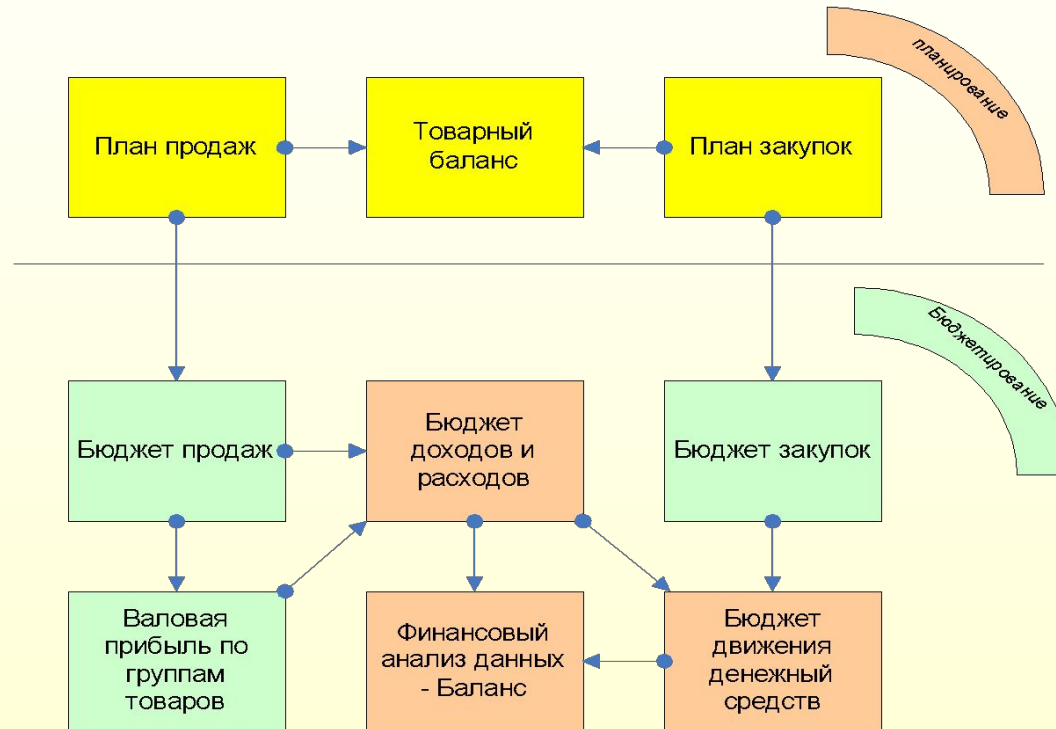 планирование
План продаж
Товарный
баланс
План закупок
Бюджетирование
Бюджет продаж
Бюджет
доходов и
расходов
Бюджет закупок
Валовая
прибыль по
группам
товаров
Финансовый
анализ данных
- Баланс
Бюджет
движения
денежный
средств